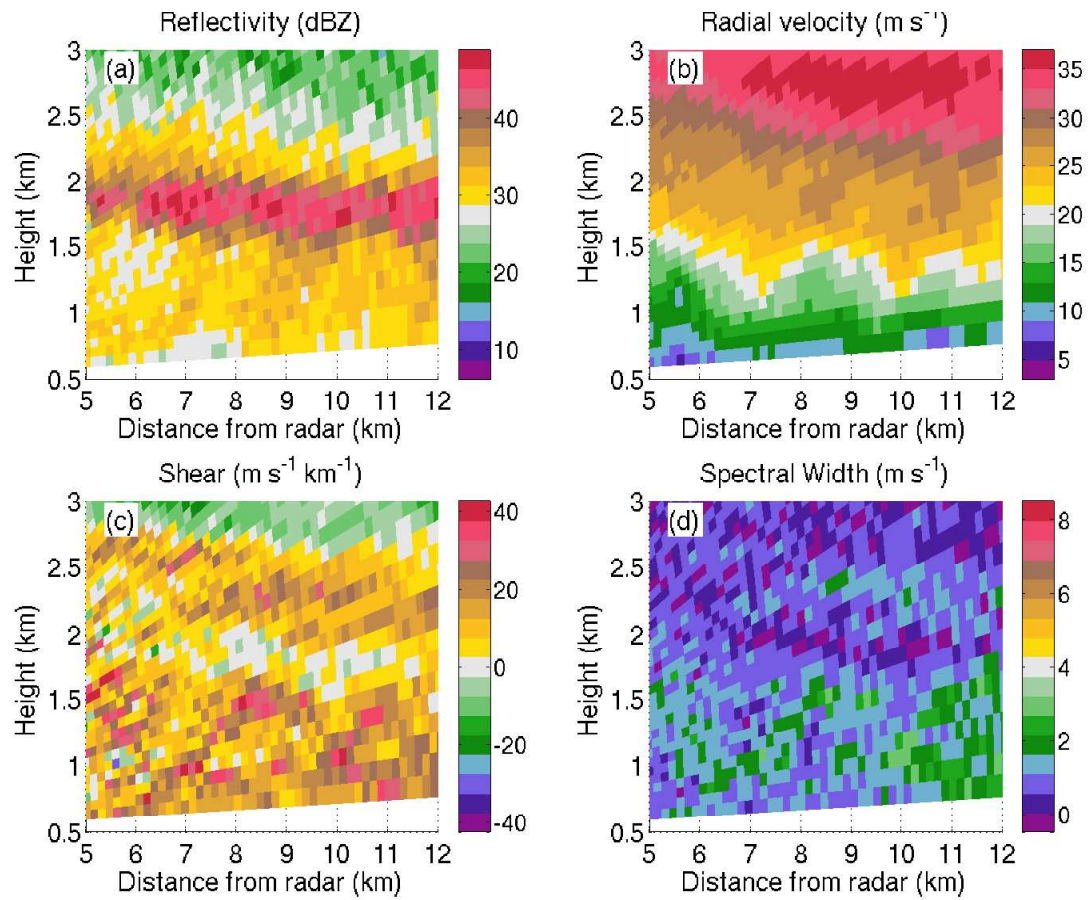 Reflectivity (dBZ)
Radial velocity (m s⁻¹)
(a)
(b)
3
2.5
2
1.5
1
0.5
Height (km)
5 6 7 8 9 10 11 12
Distance from radar (km)
40
30
20
10
3
2.5
2
1.5
1
0.5
Height (km)
5 6 7 8 9 10 11 12
Distance from radar (km)
35
30
25
20
15
10
5
Shear (m s⁻¹ km⁻¹)
Spectral Width (m s⁻¹)
(c)
(d)
3
2.5
2
1.5
1
0.5
Height (km)
5 6 7 8 9 10 11 12
Distance from radar (km)
40
20
0
-20
-40
3
2.5
2
1.5
1
0.5
Height (km)
5 6 7 8 9 10 11 12
Distance from radar (km)
8
6
4
2
0